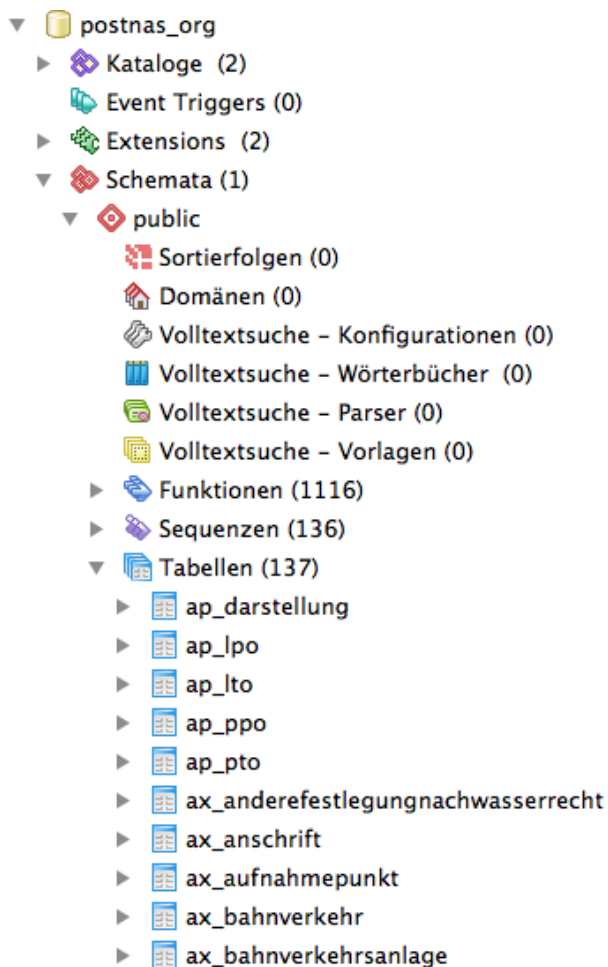 postnas_org
Kataloge (2)
Event Triggers (0)
Extensions (2)
Schemata (1)
public
Sortierfolgen (0)
Domänen (0)
Volltextsuche – Konfigurationen (0)
Volltextsuche – Wörterbücher (0)
Volltextsuche – Parser (0)
Volltextsuche – Vorlagen (0)
Funktionen (1116)
Sequenzen (136)
Tabellen (137)
ap_darstellung
ap_lpo
ap_lto
ap_ppo
ap_pto
ax_anderefestlegungnachwasserrecht
ax_anschrift
ax_aufnahmepunkt
ax_bahnverkehr
ax_bahnverkehrsanlage